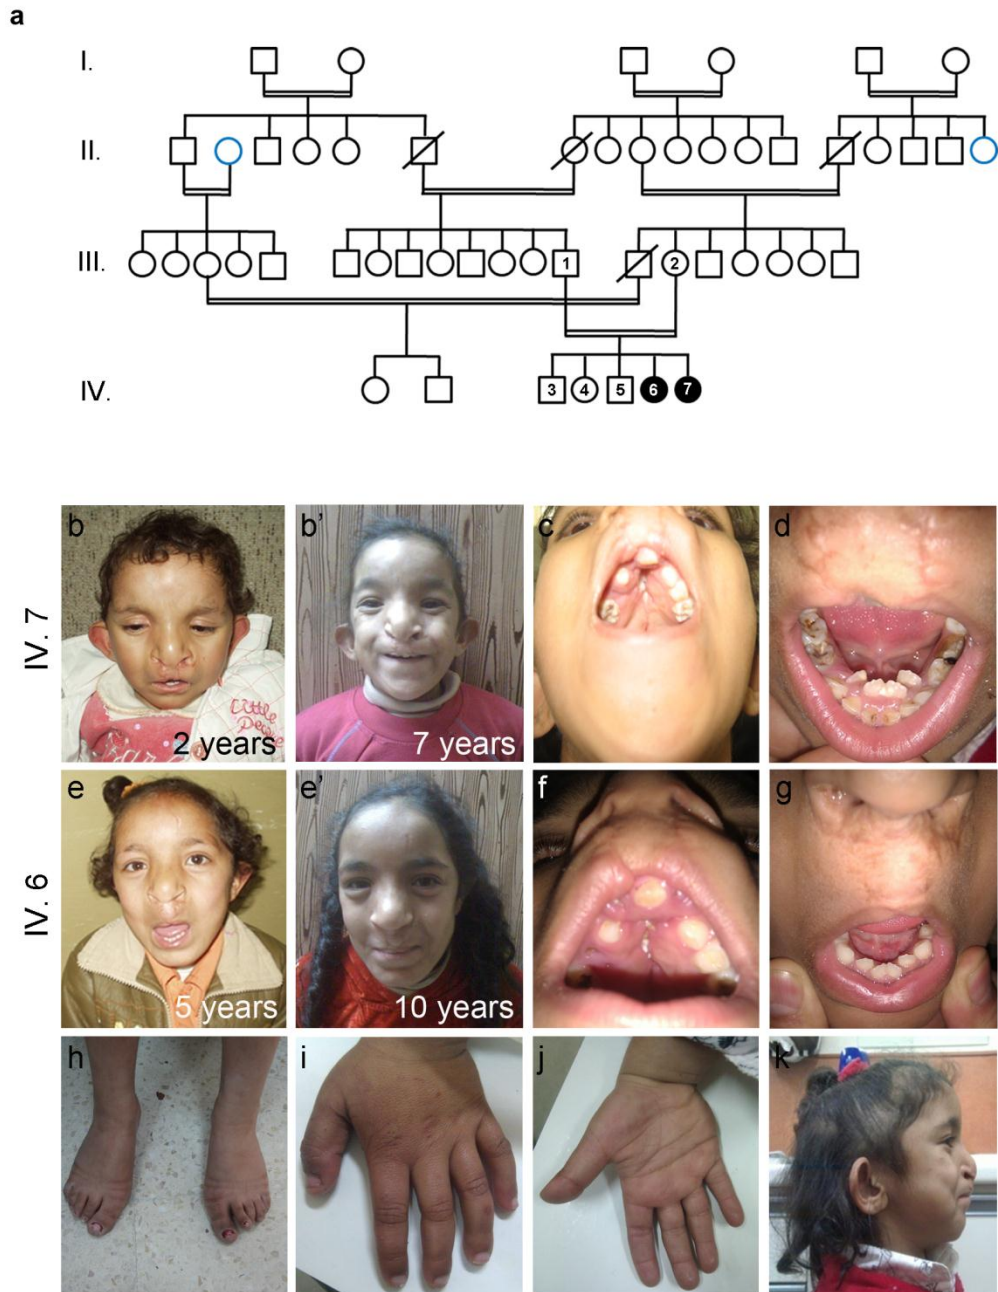 a
I.
II.
III.
1
2
IV.
3 4 5 6 7
IV. 7
b
Little
2 years
b'
7 years
c
d
IV. 6
e
5 years
e'
10 years
f
g
h
i
j
k